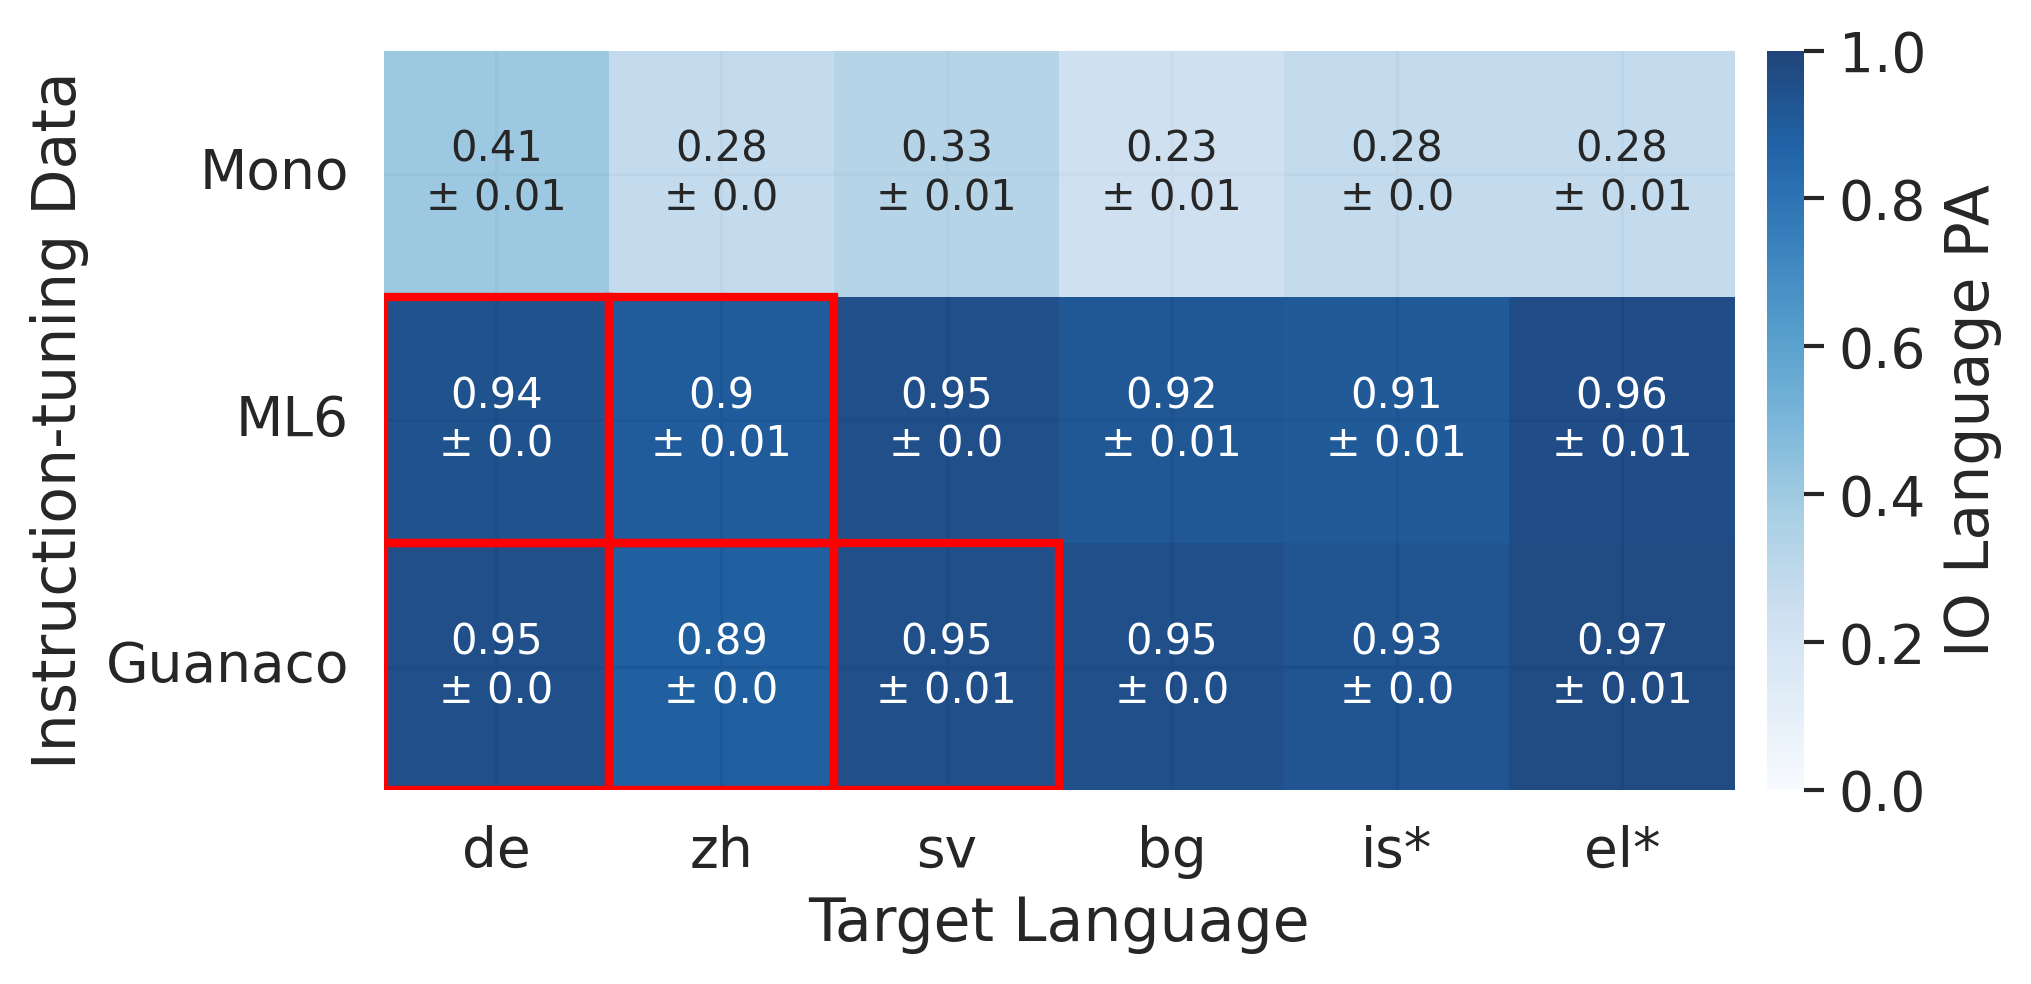 Instruction-tuning Data
Mono
0.41 0.28 0.33 0.23 0.28 0.28
± 0.01 ± 0.0 ± 0.01 ± 0.01 ± 0.0 ± 0.01
ML6
0.94 0.9 0.95 0.92 0.91 0.96
± 0.0 ± 0.01 ± 0.0 ± 0.01 ± 0.01 ± 0.01
Guanaco
0.95 0.89 0.95 0.95 0.93 0.97
± 0.0 ± 0.0 ± 0.01 ± 0.0 ± 0.0 ± 0.01
de zh sv bg is* el*
Target Language
1.0
0.8
0.6
0.4
0.2
0.0
IO Language PA